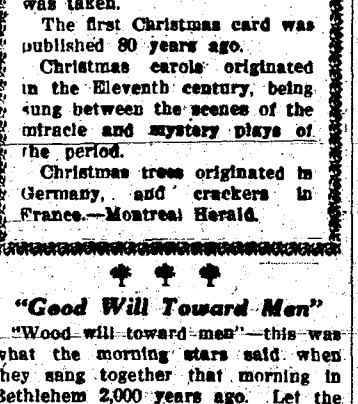 was taken.
The first Christmas card was
published 80 years ago.
Christmas carols originated
in the Eleventh century, being
sung between the scenes of the
miracle and mystery plays of
the period.
Christmas trees originated in
Germany, and crackers in
France.—Montreal Herald.
"Good Will Toward Men"
"Wood will toward men"—this was
what the morning stars said when
they sang together that morning in
Bethlehem 2,000 years ago. Let the